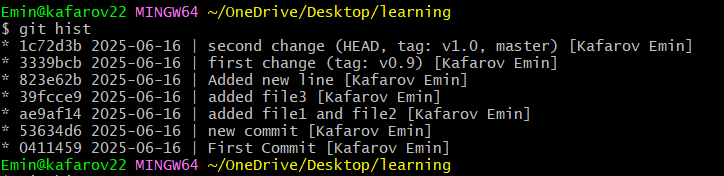 Emin@kafarov22 MINGW64 ~/OneDrive/Desktop/learning
$ git hist
* 1c72d3b 2025-06-16 | second change (HEAD, tag: v1.0, master) [Kafarov Emin]
* 3339bcb 2025-06-16 | first change (tag: v0.9) [Kafarov Emin]
* 823e62b 2025-06-16 | Added new line [Kafarov Emin]
* 39fcce9 2025-06-16 | added file3 [Kafarov Emin]
* ae9af14 2025-06-16 | added file1 and file2 [Kafarov Emin]
* 53634d6 2025-06-16 | new commit [Kafarov Emin]
* 0411459 2025-06-16 | First Commit [Kafarov Emin]
Emin@kafarov22 MINGW64 ~/OneDrive/Desktop/learning